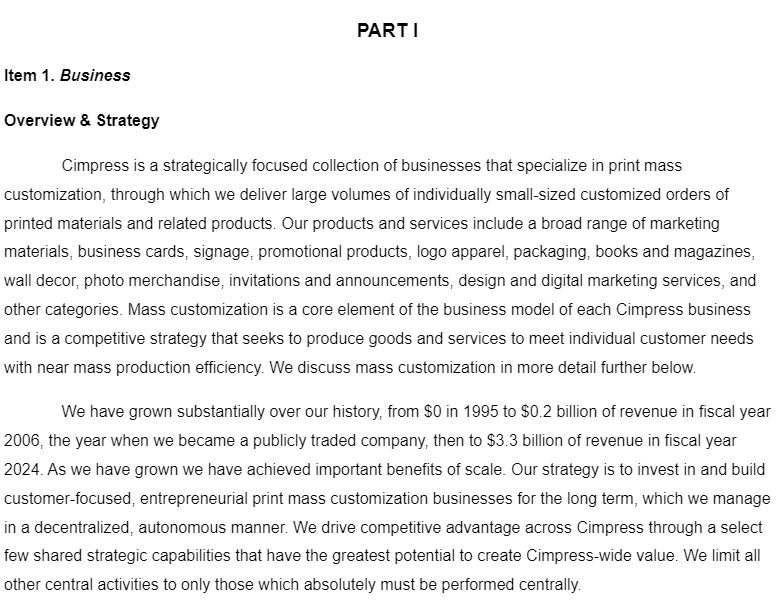 PART I
Item 1. Business
Overview & Strategy
Cimpress is a strategically focused collection of businesses that specialize in print mass
customization, through which we deliver large volumes of individually small-sized customized orders of
printed materials and related products. Our products and services include a broad range of marketing
materials, business cards, signage, promotional products, logo apparel, packaging, books and magazines,
wall decor, photo merchandise, invitations and announcements, design and digital marketing services, and
other categories. Mass customization is a core element of the business model of each Cimpress business
and is a competitive strategy that seeks to produce goods and services to meet individual customer needs
with near mass production efficiency. We discuss mass customization in more detail further below.
We have grown substantially over our history, from $0 in 1995 to $0.2 billion of revenue in fiscal year
2006, the year when we became a publicly traded company, then to $3.3 billion of revenue in fiscal year
2024. As we have grown we have achieved important benefits of scale. Our strategy is to invest in and build
customer-focused, entrepreneurial print mass customization businesses for the long term, which we manage
in a decentralized, autonomous manner. We drive competitive advantage across Cimpress through a select
few shared strategic capabilities that have the greatest potential to create Cimpress-wide value. We limit all
other central activities to only those which absolutely must be performed centrally.